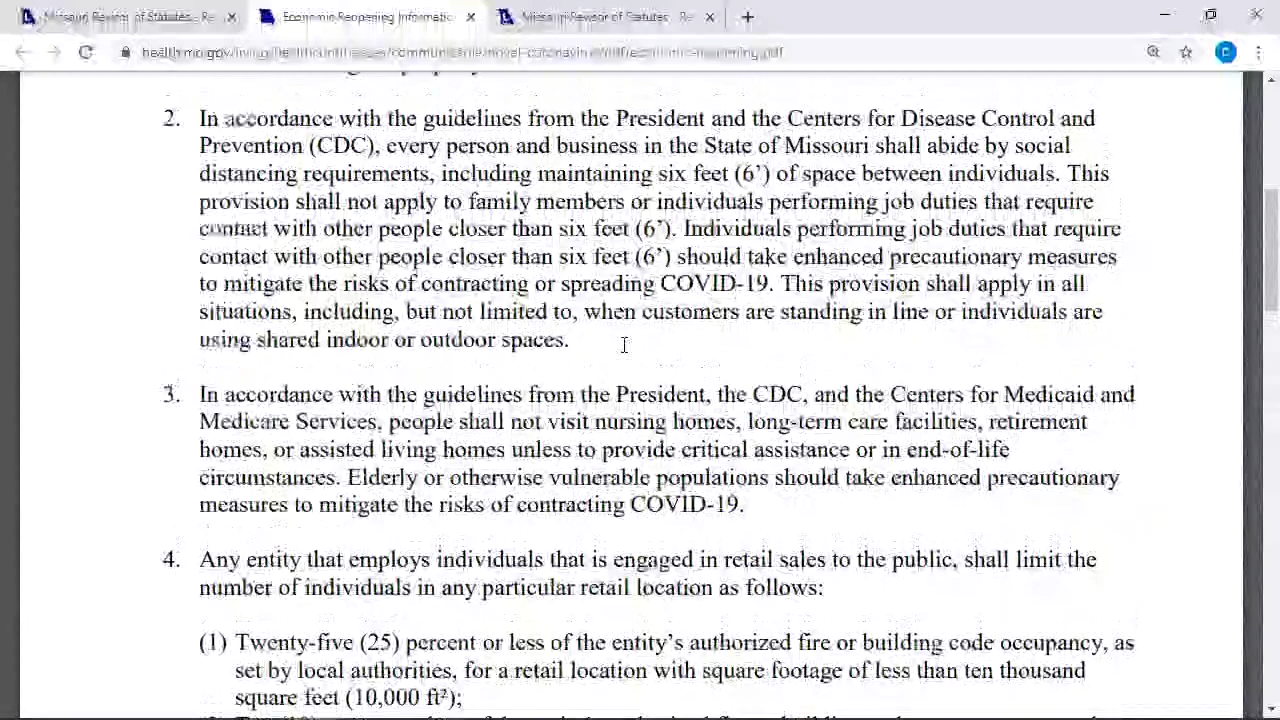 Missouri Revisor of Statutes - Re
Economic Reopening Informatio
Missouri Revisor of Statutes - Re
2. In accordance with the guidelines from the President and the Centers for Disease Control and
Prevention (CDC), every person and business in the State of Missouri shall abide by social
distancing requirements, including maintaining six feet (6’) of space between individuals. This
provision shall not apply to family members or individuals performing job duties that require
contact with other people closer than six feet (6’). Individuals performing job duties that require
contact with other people closer than six feet (6’) should take enhanced precautionary measures
to mitigate the risks of contracting or spreading COVID-19. This provision shall apply in all
situations, including, but not limited to, when customers are standing in line or individuals are
using shared indoor or outdoor spaces.
3. In accordance with the guidelines from the President, the CDC, and the Centers for Medicaid and
Medicare Services, people shall not visit nursing homes, long-term care facilities, retirement
homes, or assisted living homes unless to provide critical assistance or in end-of-life
circumstances. Elderly or otherwise vulnerable populations should take enhanced precautionary
measures to mitigate the risks of contracting COVID-19.
4. Any entity that employs individuals that is engaged in retail sales to the public, shall limit the
number of individuals in any particular retail location as follows:
(1) Twenty-five (25) percent or less of the entity’s authorized fire or building code occupancy, as
set by local authorities, for a retail location with square footage of less than ten thousand
square feet (10,000 ft²);